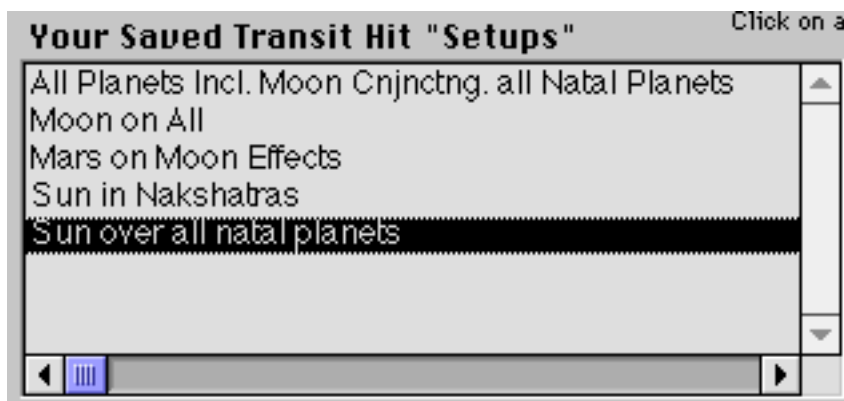 Your Saved Transit Hit "Setups"
Click on a
All Planets Incl. Moon Cnjnctng. all Natal Planets
Moon on All
Mars on Moon Effects
Sun in Nakshatras
Sun over all natal planets